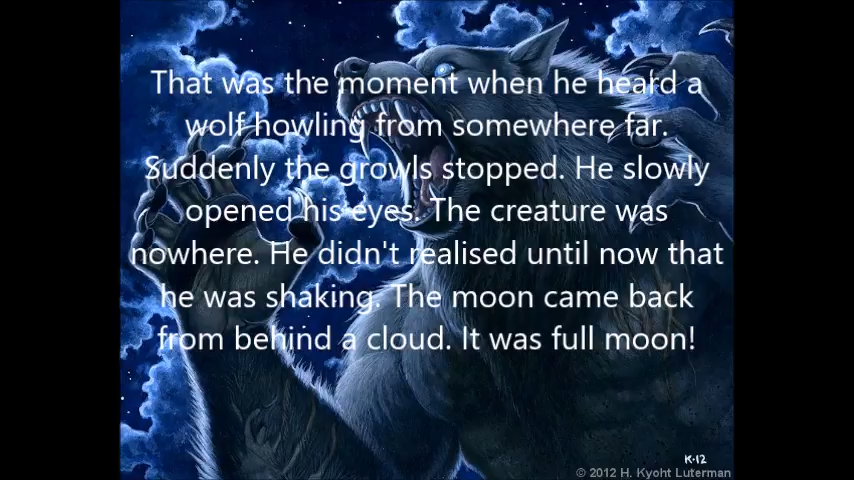 That was the moment when he heard a
wolf howling from somewhere far.
Suddenly the growls stopped. He slowly
opened his eyes. The creature was
nowhere. He didn't realised until now that
he was shaking. The moon came back
from behind a cloud. It was full moon!
K-12
© 2012 H. Kyoht Luterman